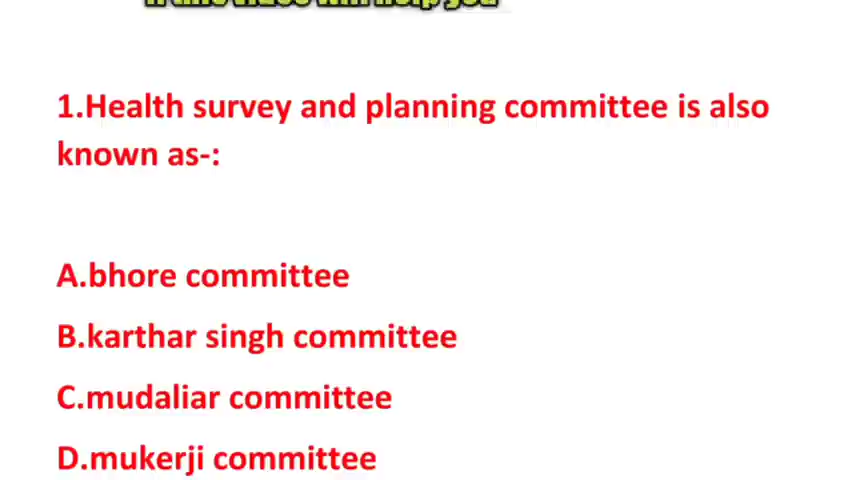 1.Health survey and planning committee is also
known as-:
A.bhore committee
B.karthar singh committee
C.mudaliar committee
D.mukerji committee